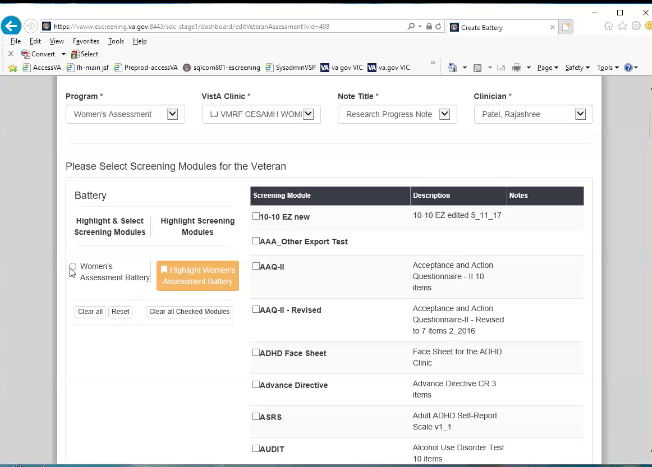 https://vaww.escreening.va.gov:8443/sdc-stage1/dashboard/editVeteranAssessment?vid=498
Create Battery
File Edit View Favorites Tools Help
Convert Select
AccessVA lh-main jsf Preprod-accessVA sqlcom801-escreening SysadminVSP va gov VIC va.gov VIC
Page Safety Tools
Program * VistA Clinic * Note Title * Clinician *
Women's Assessment LJ VMRF CESAMH WOMI Research Progress Note Patel, Rajashree
Please Select Screening Modules for the Veteran
Battery
Highlight & Select
Screening Modules
Highlight Screening
Modules
Women's
Assessment Battery
Highlight Women's
Assessment Battery
Clear all Reset Clear all Checked Modules
Screening Module Description Notes
10-10 EZ new 10-10 EZ edited 5_11_17
AAA_Other Export Test
AAQ-II Acceptance and Action
Questionnaire - II 10
items
AAQ-II - Revised Acceptance and Action
Questionnaire-II - Revised
to 7 items 2_2016
ADHD Face Sheet Face Sheet for the ADHD
Clinic
Advance Directive Advance Directive CR 3
items
ASRS Adult ADHD Self-Report
Scale v1_1
AUDIT Alcohol Use Disorder Test
10 items